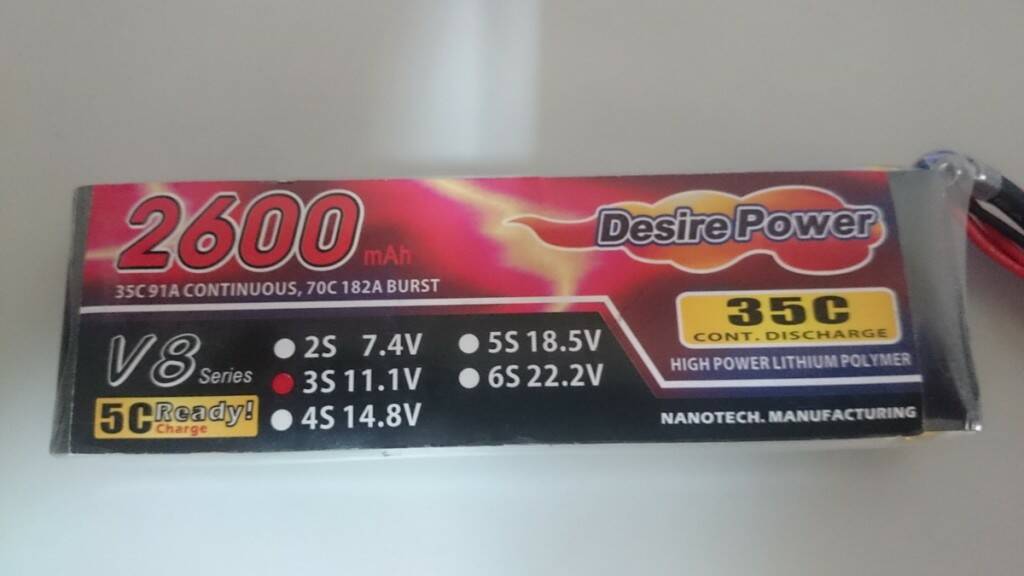 2600 mAh
35C 91A CONTINUOUS, 70C 182A BURST
Desire Power
35C
CONT. DISCHARGE
HIGH POWER LITHIUM POLYMER
NANOTECH. MANUFACTURING
V8 Series
5C Ready!
Charge
2S 7.4V
3S 11.1V
4S 14.8V
5S 18.5V
6S 22.2V